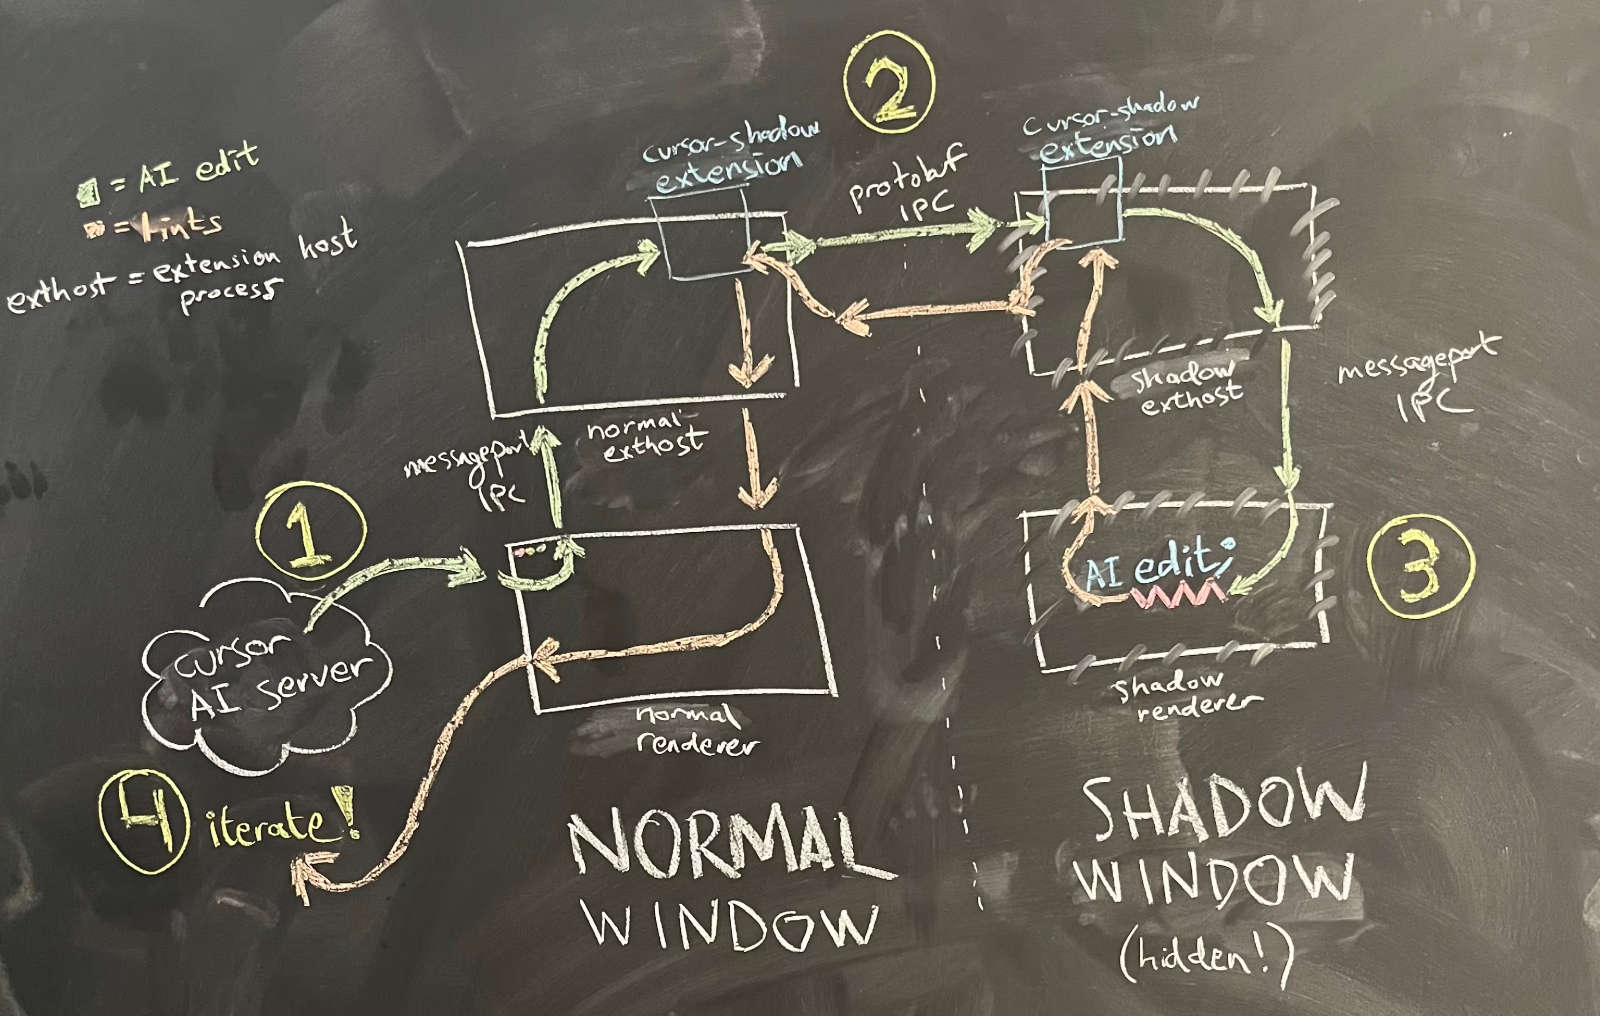 2
cursor-shadow
extension
cursor-shadow
extension
= AI edit
= lints
exthost = extension host
process
protobuf
IPC
messageport
IPC
normal
exthost
shadow
exthost
messageport
IPC
1
cursor
AI server
AI edit;
3
normal
renderer
shadow
renderer
4 iterate!
NORMAL
WINDOW
SHADOW
WINDOW
(hidden!)